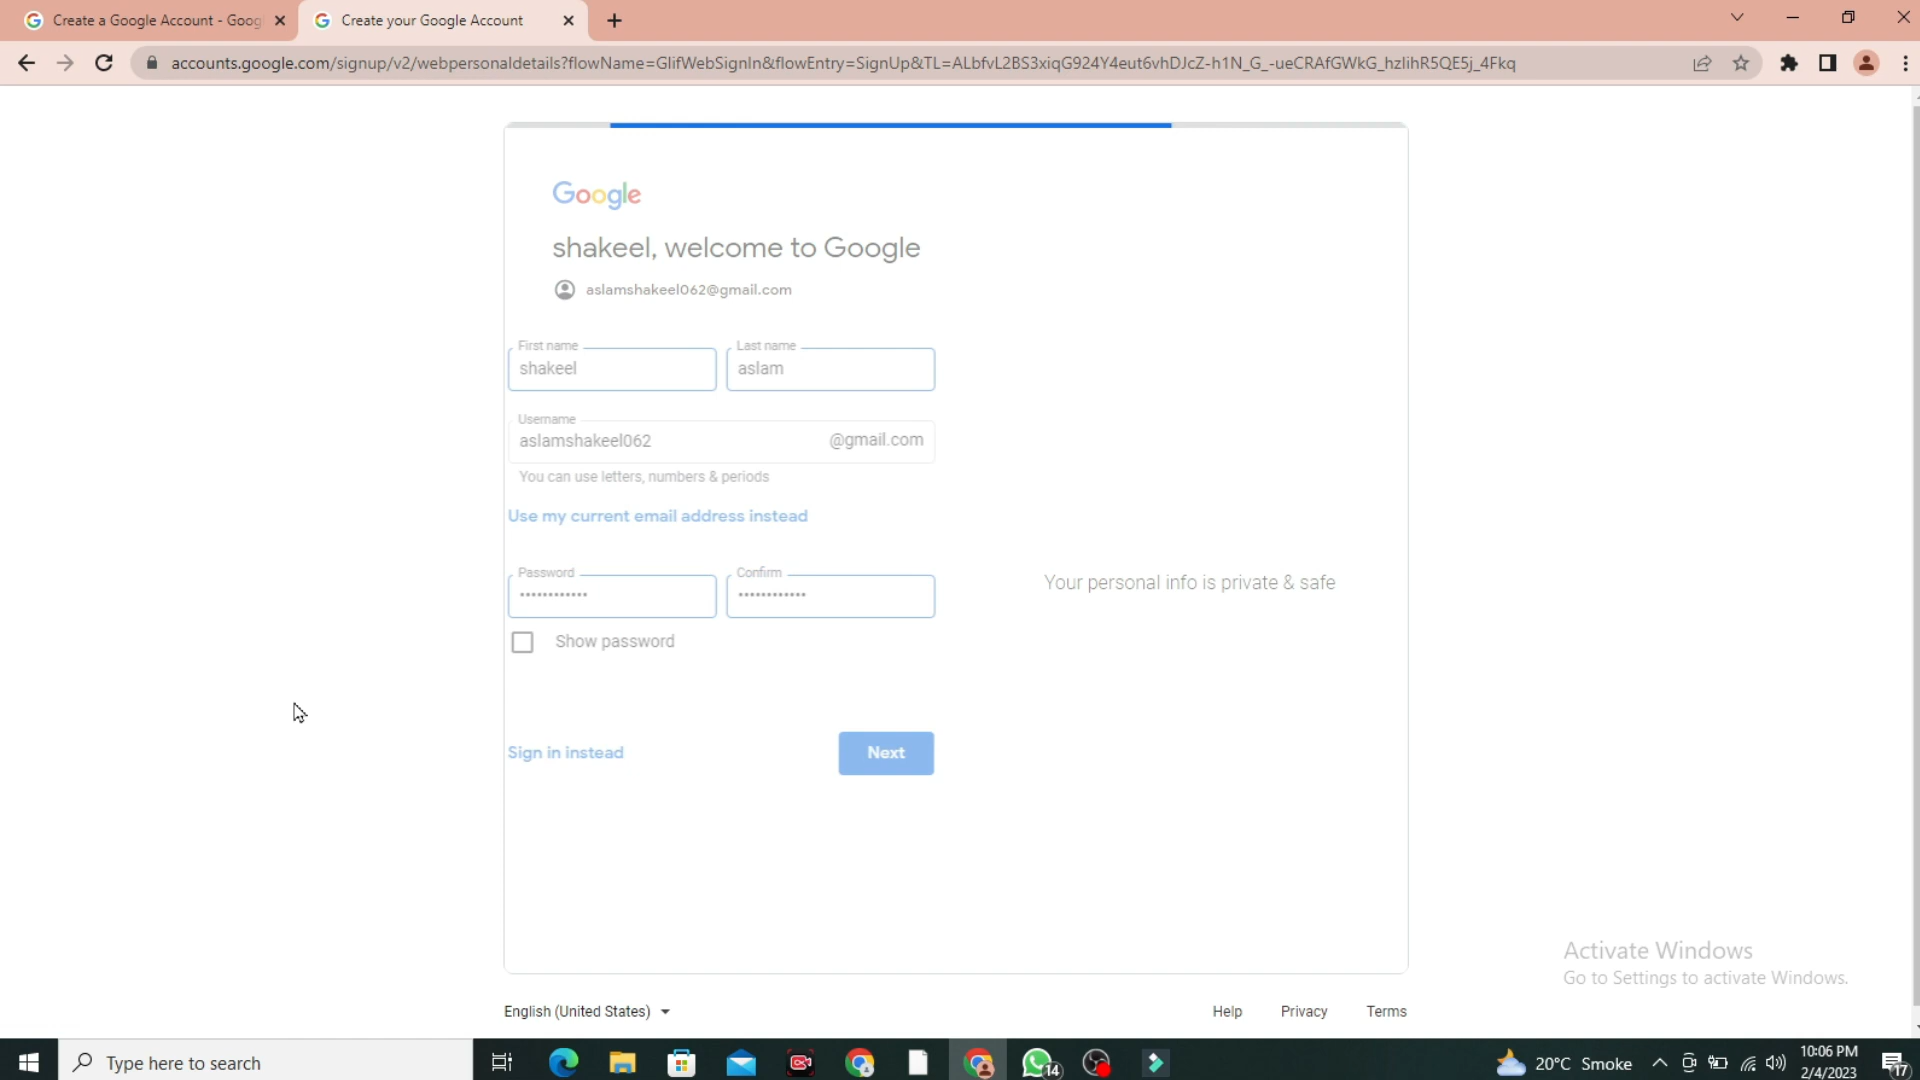 Create a Google Account - Goog
Create your Google Account
accounts.google.com/signup/v2/webpersonaldetails?flowName=GlifWebSignIn&flowEntry=SignUp&TL=ALbfvL2BS3xiqG924Y4eut6vhDJcZ-h1N_G_-ueCRAfGWkG_hzlihR5QE5j_4Fkq
Google
shakeel, welcome to Google
aslamshakeel062@gmail.com
First name
Last name
shakeel
aslam
Username
aslamshakeel062
@gmail.com
You can use letters, numbers & periods
Use my current email address instead
Password
Confirm
Show password
Your personal info is private & safe
Sign in instead
Next
Activate Windows
Go to Settings to activate Windows.
English (United States)
Help
Privacy
Terms
Type here to search
14
20°C Smoke
10:06 PM
2/4/2023
17